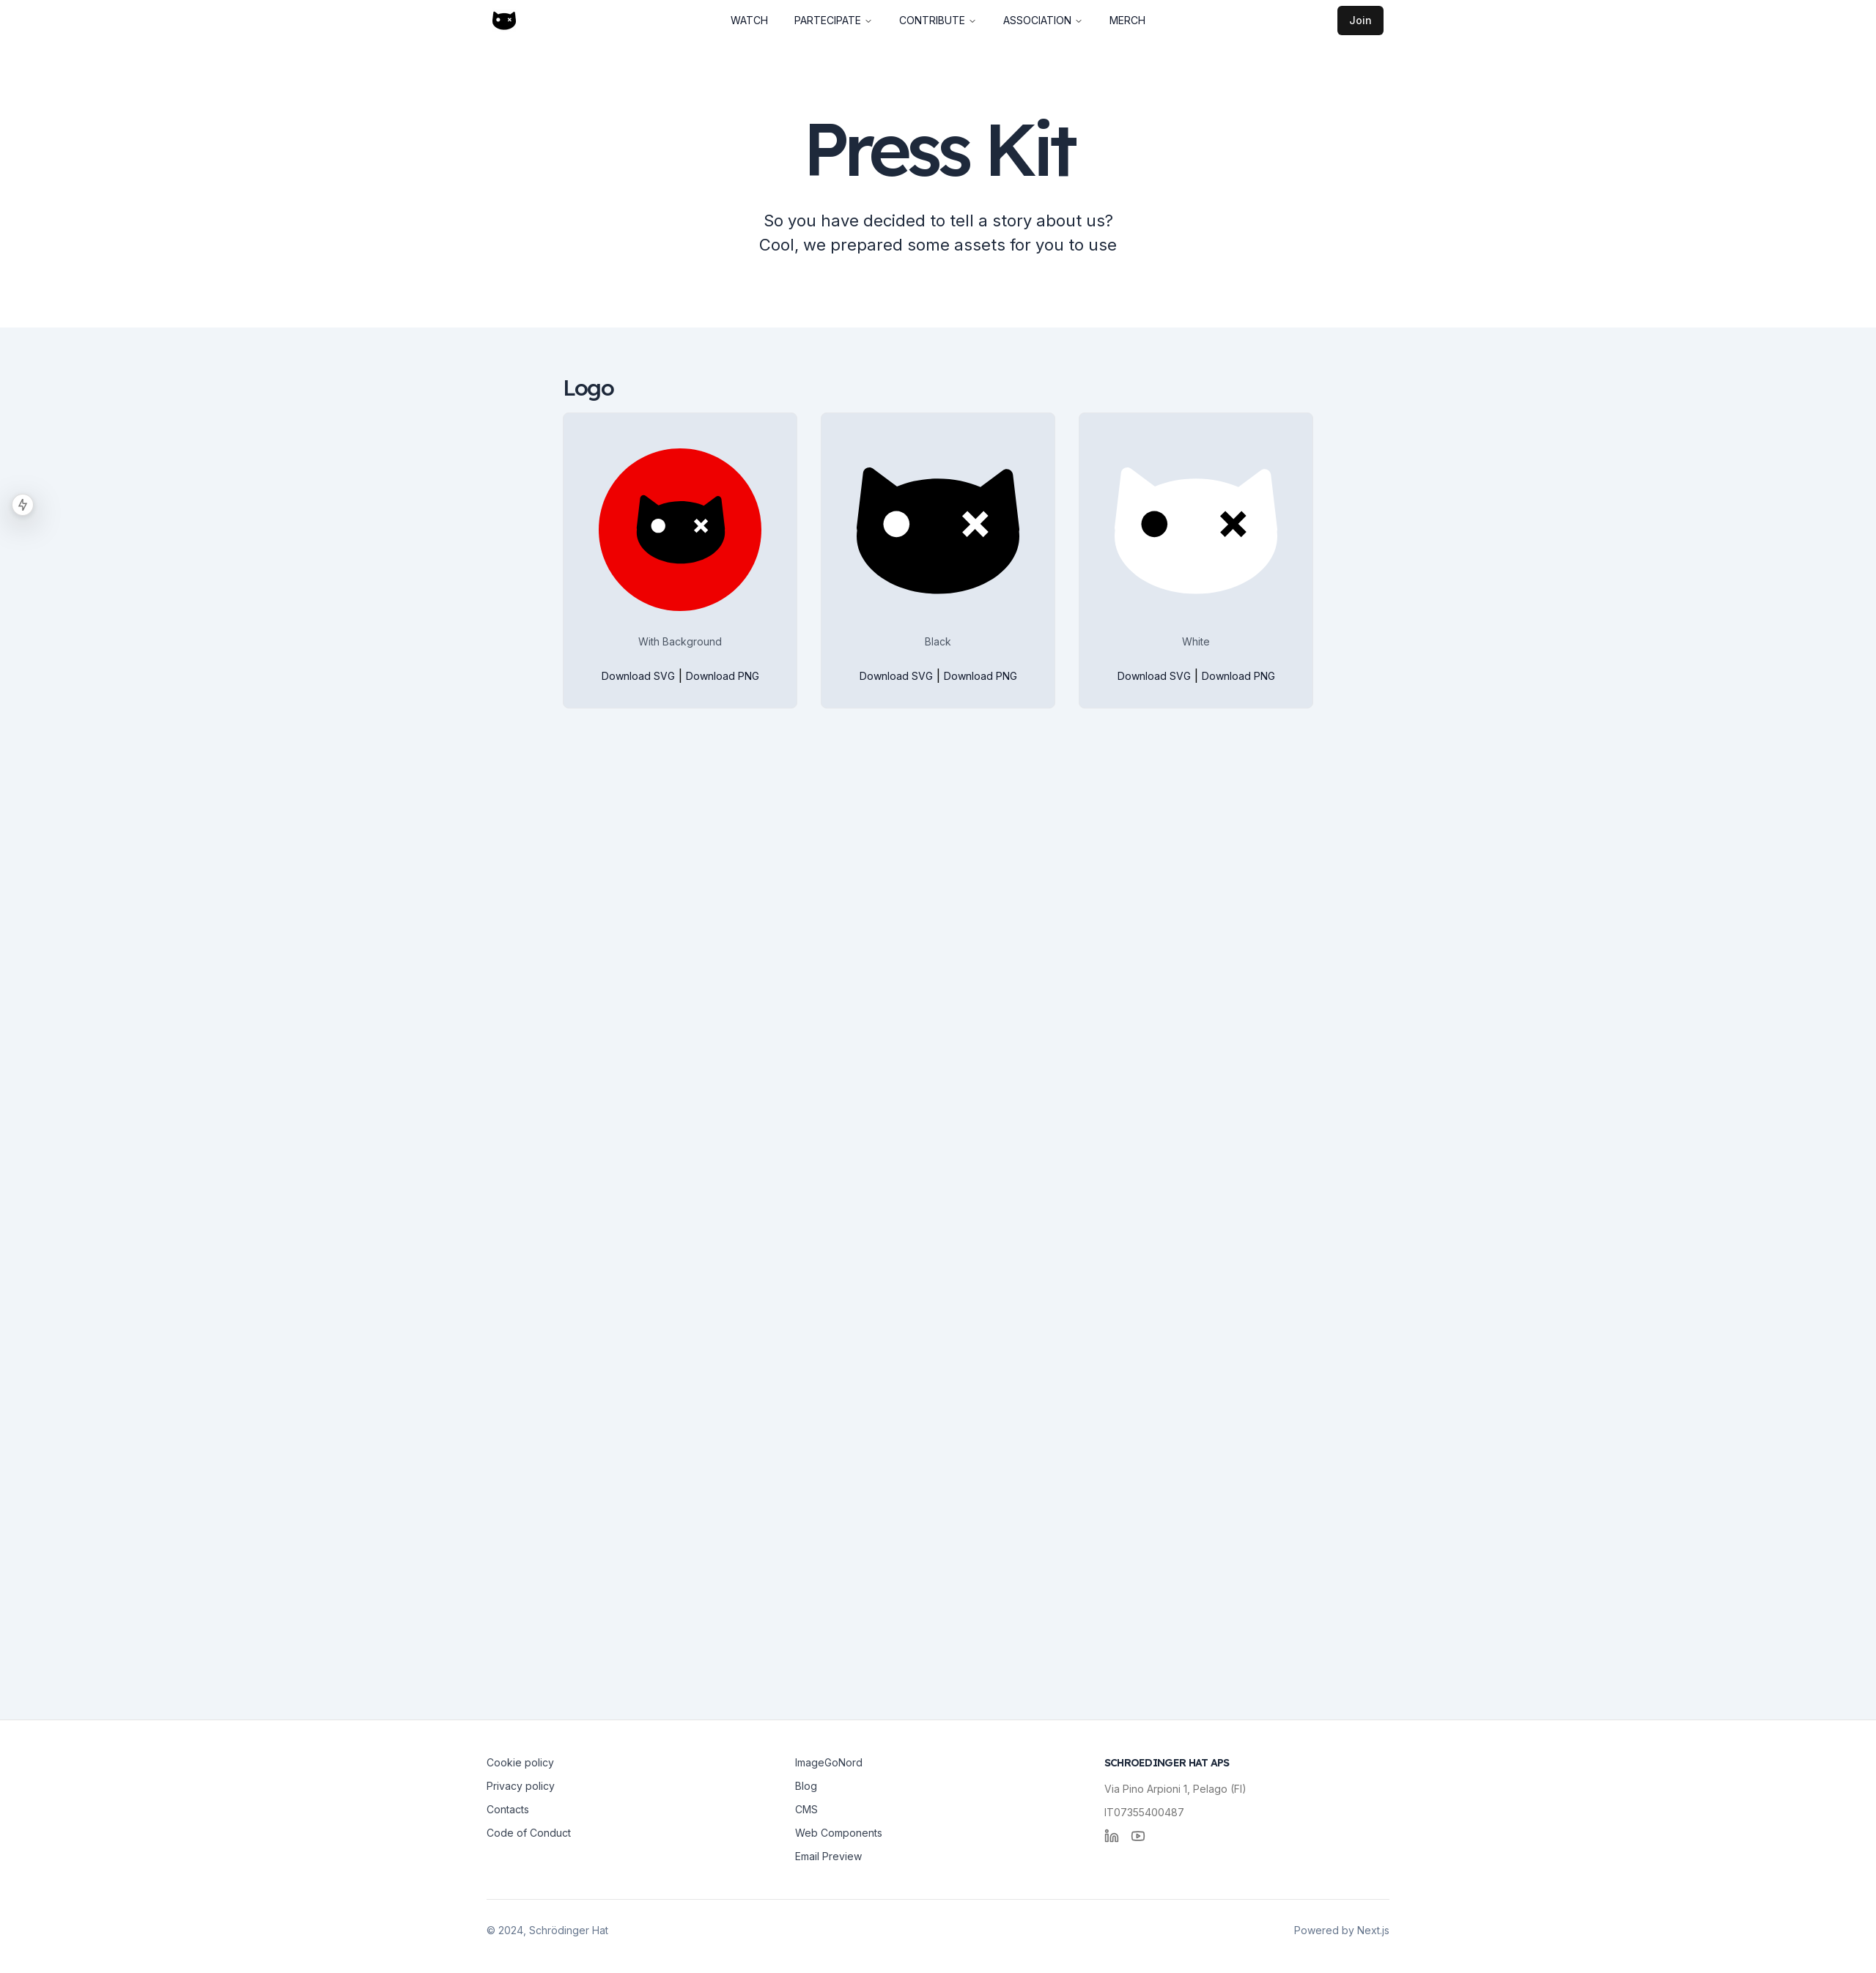 WATCH PARTECIPATE CONTRIBUTE ASSOCIATION MERCH Join
Press Kit
So you have decided to tell a story about us?
Cool, we prepared some assets for you to use
Logo
With Background
Download SVG | Download PNG
Black
Download SVG | Download PNG
White
Download SVG | Download PNG
Cookie policy
Privacy policy
Contacts
Code of Conduct
ImageGoNord
Blog
CMS
Web Components
Email Preview
SCHROEDINGER HAT APS
Via Pino Arpioni 1, Pelago (FI)
IT07355400487
© 2024, Schrödinger Hat
Powered by Next.js